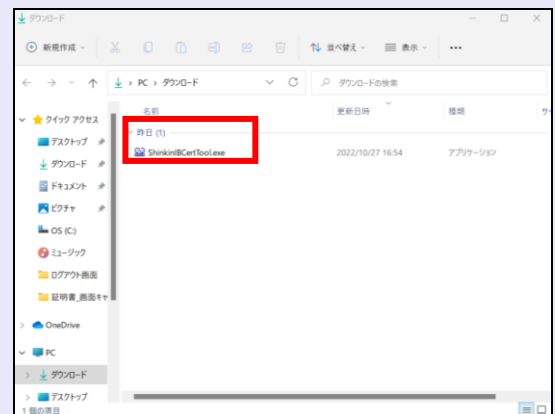 ダウンロード
新規作成
並べ替え
表示
PC > ダウンロード
ダウンロードの検索
名前
更新日時
種類
サ
クイック アクセス
デスクトップ
ダウンロード
ドキュメント
ピクチャ
OS (C:)
ミュージック
ログアウト画面
証明書_画面キャ
OneDrive
PC
ダウンロード
デスクトップ
昨日 (1)
ShinkinIBCertTool.exe
2022/10/27 16:54
アプリケーション
1 個の項目